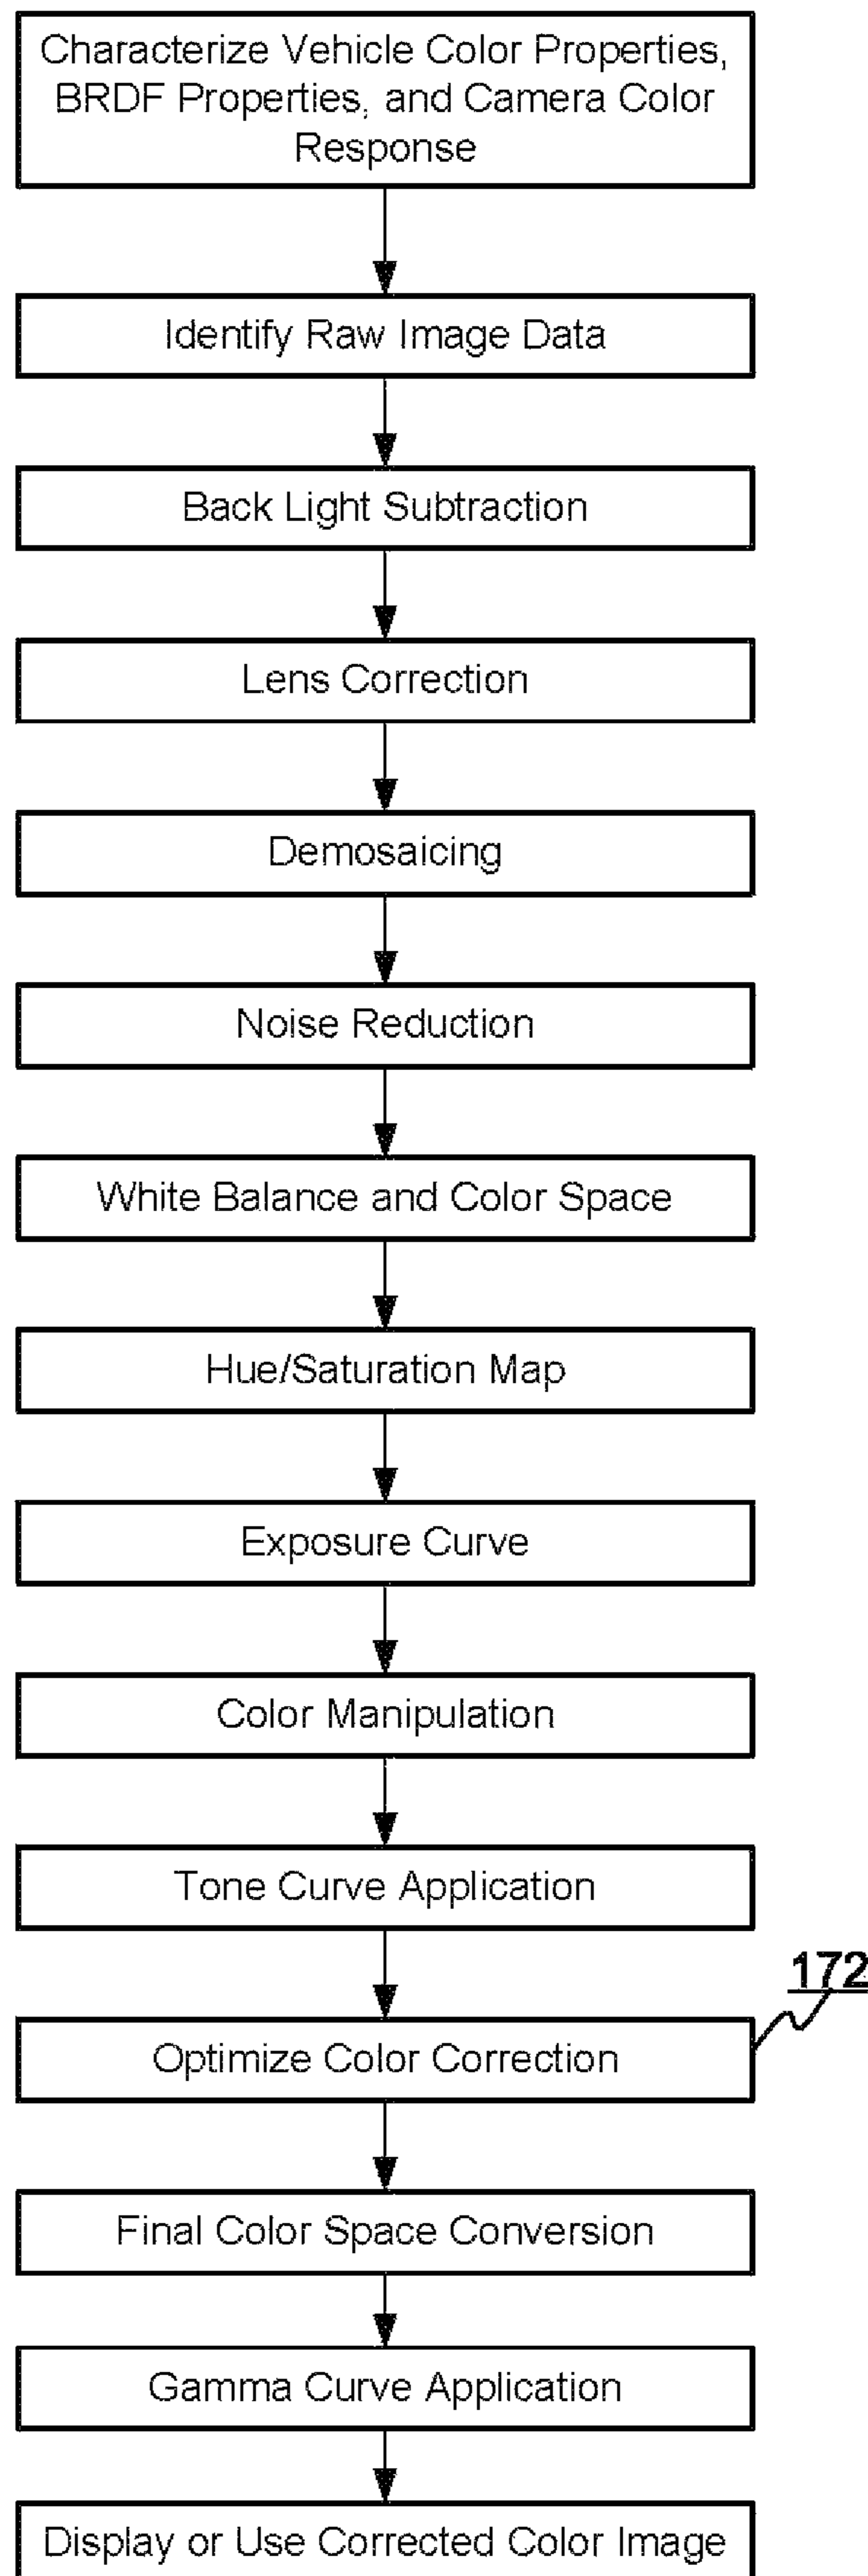 Characterize Vehicle Color Properties,
BRDF Properties, and Camera Color
Response
Identify Raw Image Data
Back Light Subtraction
Lens Correction
Demosaicing
Noise Reduction
White Balance and Color Space
Hue/Saturation Map
Exposure Curve
Color Manipulation
Tone Curve Application
172
Optimize Color Correction
Final Color Space Conversion
Gamma Curve Application
Display or Use Corrected Color Image